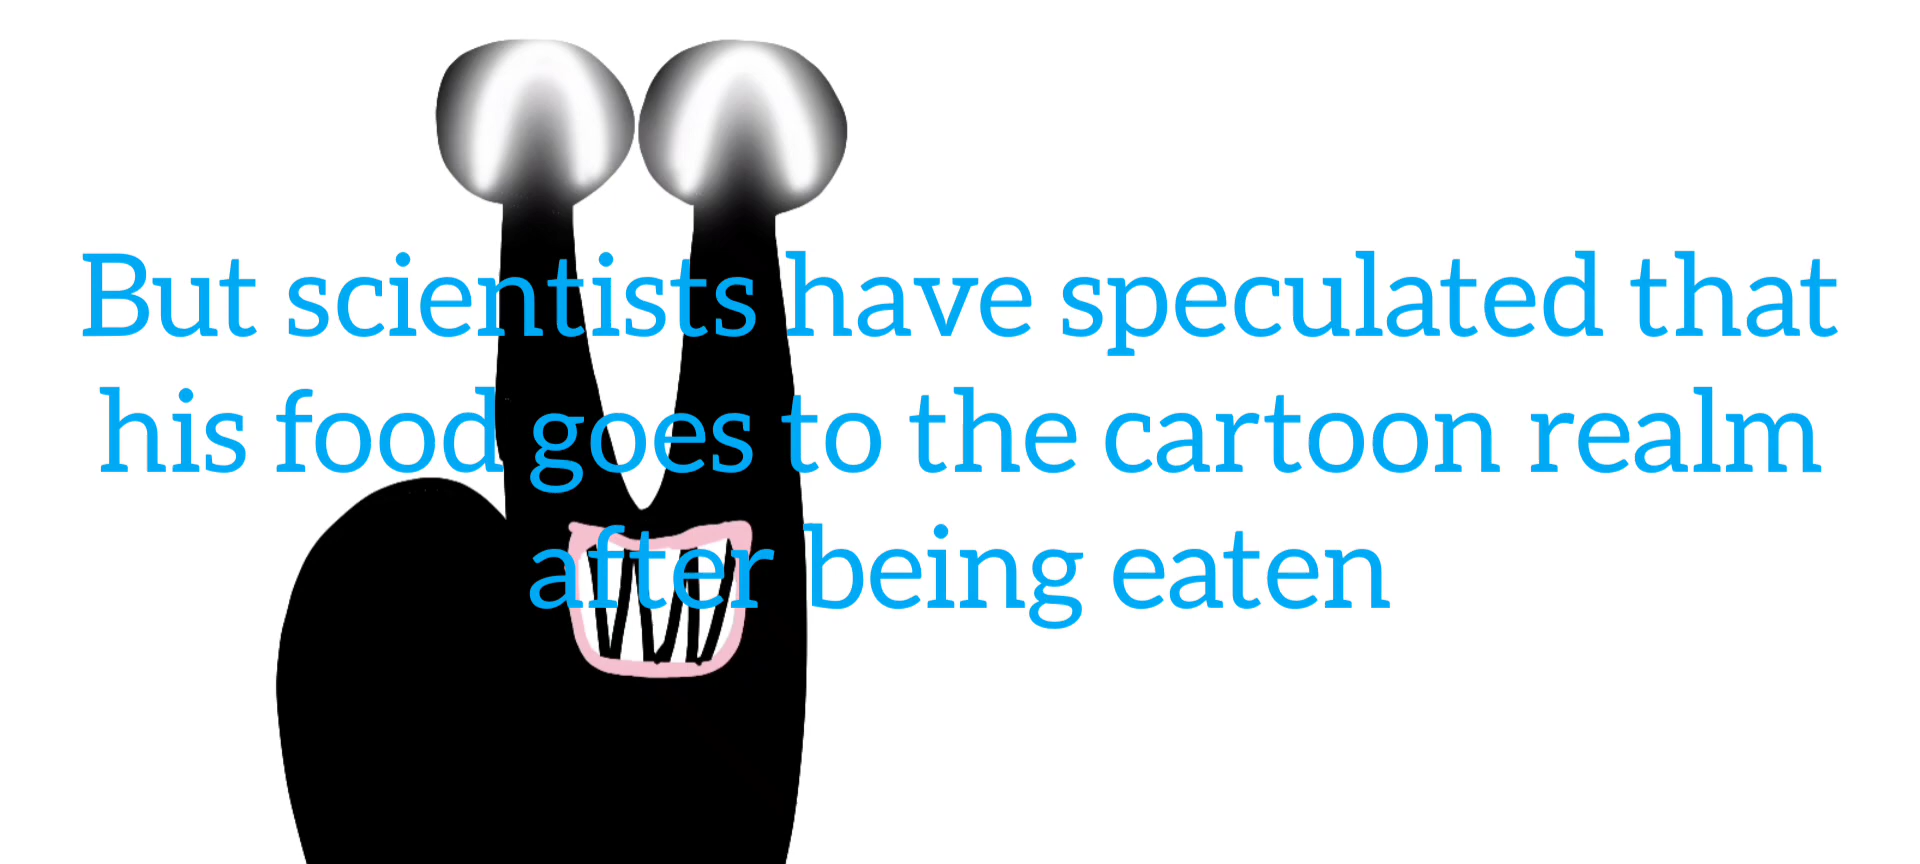 But scientists have speculated that
his food goes to the cartoon realm
after being eaten